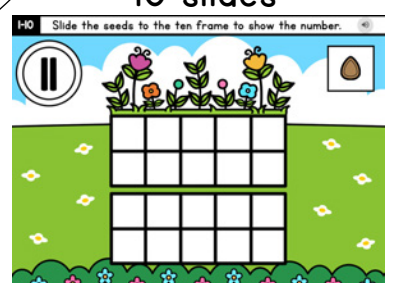 10 slides
1-10 Slide the seeds to the ten frame to show the number.